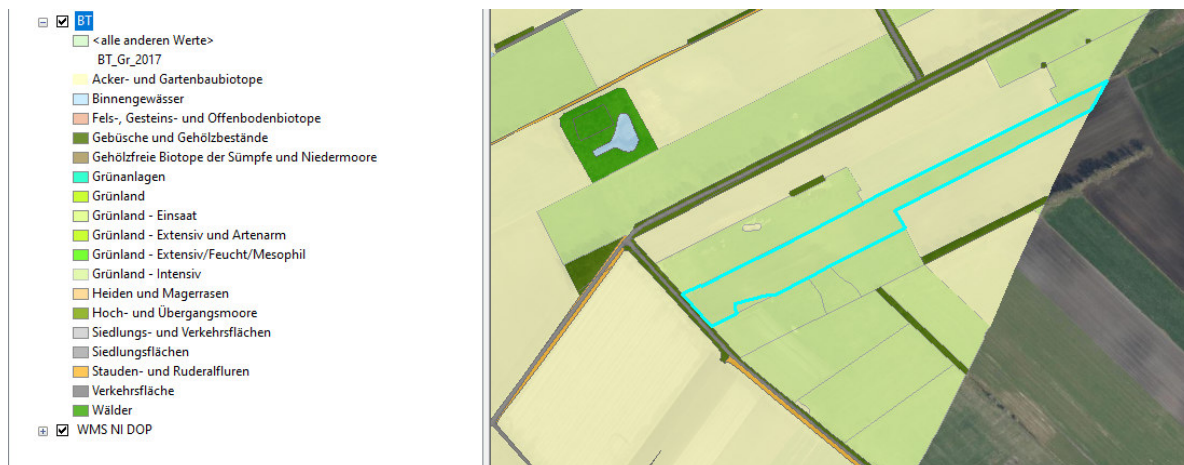 BT
<alle anderen Werte>
BT_Gr_2017
Acker- und Gartenbaubiotope
Binnengewässer
Fels-, Gesteins- und Offenbodenbiotope
Gebüsche und Gehölzbestände
Gehölzfreie Biotope der Sümpfe und Niedermoore
Grünanlagen
Grünland
Grünland - Einsaat
Grünland - Extensiv und Artenarm
Grünland - Extensiv/Feucht/Mesophil
Grünland - Intensiv
Heiden und Magerrasen
Hoch- und Übergangsmoore
Siedlungs- und Verkehrsflächen
Siedlungsflächen
Stauden- und Ruderalfluren
Verkehrsfläche
Wälder
WMS NI DOP